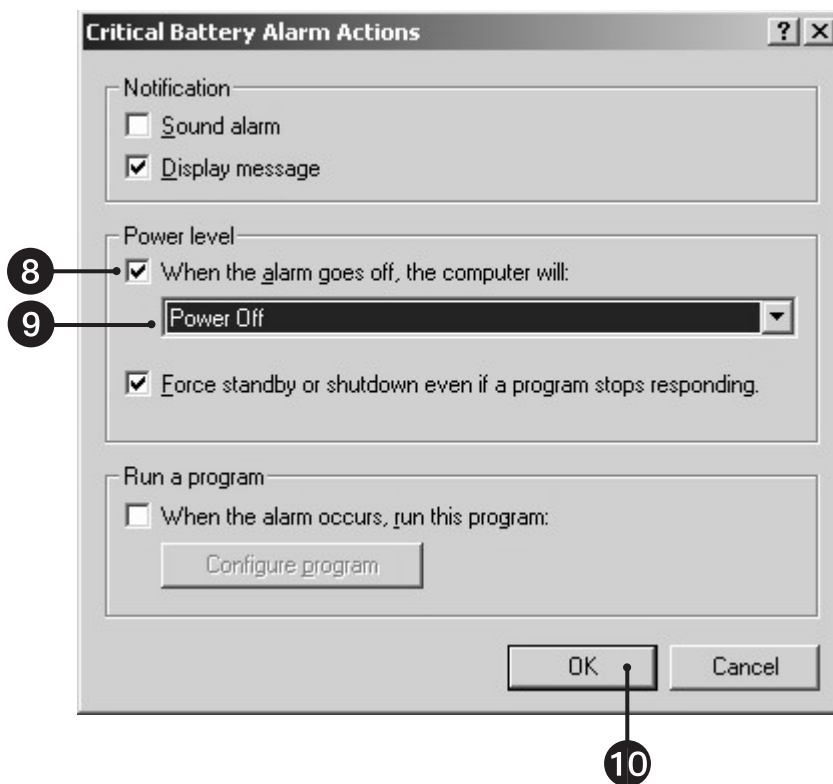 Critical Battery Alarm Actions
Notification
Sound alarm
Display message
Power level
8 When the alarm goes off, the computer will:
9 Power Off
Force standby or shutdown even if a program stops responding.
Run a program
When the alarm occurs, run this program:
Configure program
OK Cancel
10